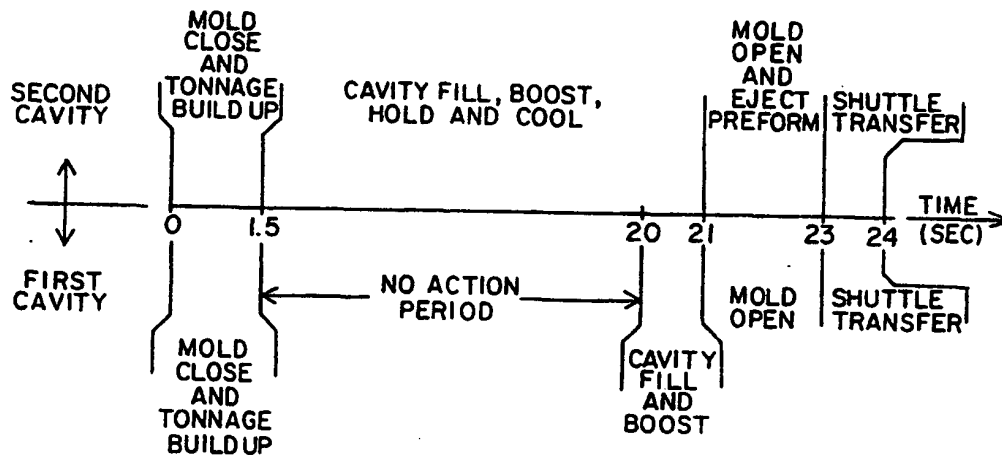 MOLD
CLOSE
AND
TONNAGE
BUILD UP
SECOND
CAVITY
CAVITY FILL, BOOST,
HOLD AND COOL
MOLD
OPEN
AND
EJECT
PREFORM
SHUTTLE
TRANSFER
0
1.5
20
21
23
24
TIME
(SEC)
FIRST
CAVITY
MOLD
CLOSE
AND
TONNAGE
BUILD UP
NO ACTION
PERIOD
CAVITY
FILL
AND
BOOST
MOLD
OPEN
SHUTTLE
TRANSFER